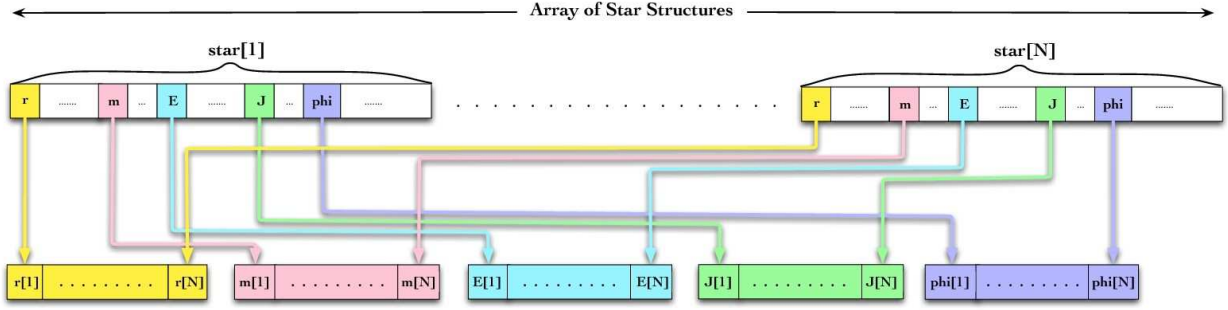 Array of Star Structures
star[1] star[N]
r ....... m ... E ....... J ... phi ....... . . . . . . . . . . . . . . . . . . . . r ....... m ... E ....... J ... phi .......
r[1] . . . . . . . . . r[N] m[1] . . . . . . . . . m[N] E[1] . . . . . . . . . E[N] J[1] . . . . . . . . . J[N] phi[1] . . . . . . . . . phi[N]